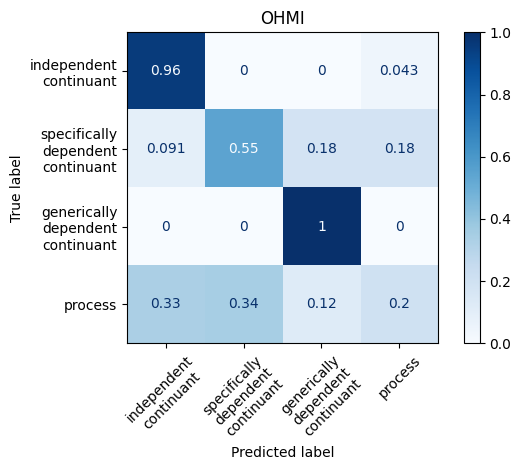 OHMI
independent
continuant
specifically
dependent
continuant
generically
dependent
continuant
process
True label
0.96
0
0
0.043
0.091
0.55
0.18
0.18
0
0
1
0
0.33
0.34
0.12
0.2
independent
continuant
specifically
dependent
continuant
generically
dependent
continuant
process
Predicted label
1.0
0.8
0.6
0.4
0.2
0.0